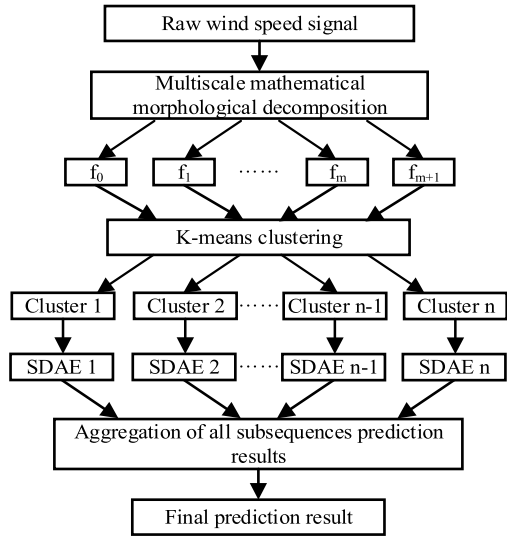 Raw wind speed signal
Multiscale mathematical
morphological decomposition
f0 f1 ...... fm fm+1
K-means clustering
Cluster 1 Cluster 2 ...... Cluster n-1 Cluster n
SDAE 1 SDAE 2 ...... SDAE n-1 SDAE n
Aggregation of all subsequences prediction
results
Final prediction result